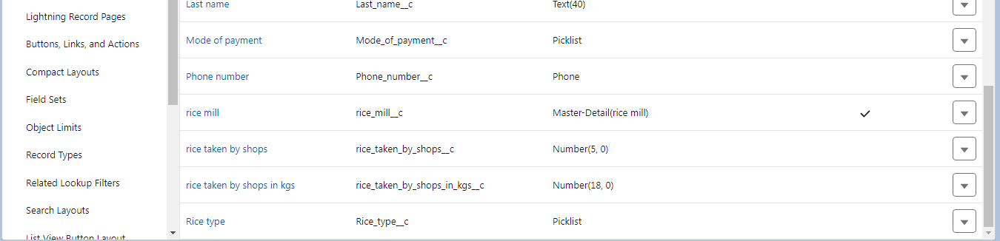 Last name Last_name__c Text(40)
Lightning Record Pages
Mode of payment Mode_of_payment__c Picklist
Buttons, Links, and Actions
Compact Layouts
Phone number Phone_number__c Phone
Field Sets
rice mill rice_mill__c Master-Detail(rice mill)
Object Limits
Record Types
rice taken by shops rice_taken_by_shops__c Number(5, 0)
Related Lookup Filters
rice taken by shops in kgs rice_taken_by_shops_in_kgs__c Number(18, 0)
Search Layouts
Rice type Rice_type__c Picklist
List View Button Layout